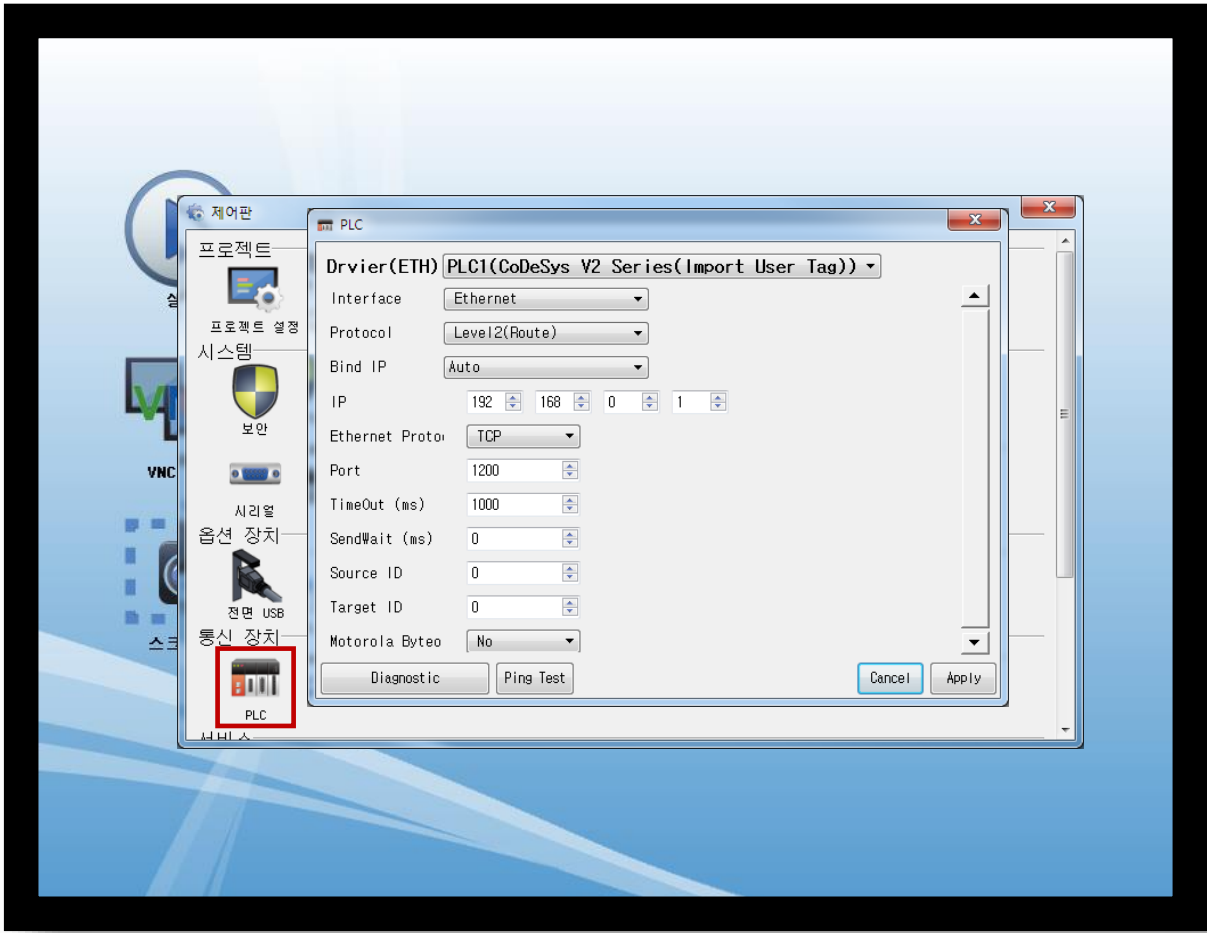 제어판
PLC
프로젝트
Drvier(ETH) PLC1(CoDeSys V2 Series(Import User Tag))
Interface Ethernet
프로젝트 설정
Protocol Level2(Route)
시스템
Bind IP Auto
IP 192 168 0 1
보안
Ethernet Proto TCP
VNC
Port 1200
시리얼
TimeOut (ms) 1000
옵션 장치
SendWait (ms) 0
Source ID 0
전면 USB
Target ID 0
통신 장치
Motorola Byteo No
Diagnostic Ping Test Cancel Apply
PLC
서비스